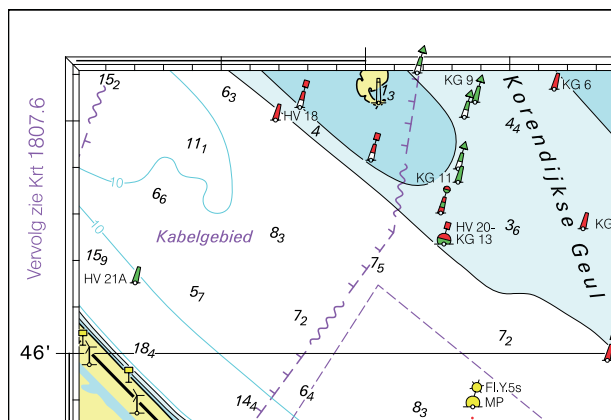 Vervolg zie Krt 1807.6
15₂
6₃
HV 18
4
1₃
KG 9
KG 6
4₄
Korendijkse Geul
11₁
10
6₆
KG 11
Kabelgebied
8₃
3₆
HV 20-
KG 13
KG
10
15₉
HV 21A
7₅
5₇
7₂
7₂
46'
18₄
6₄
14₄
Fl.Y.5s
MP
8₃